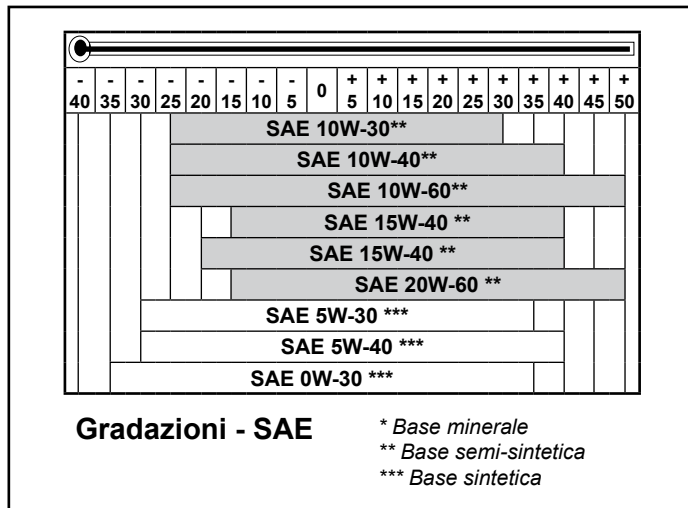 - - - - - - - - 0 + + + + + + + + + +
40 35 30 25 20 15 10 5 5 10 15 20 25 30 35 40 45 50
SAE 10W-30**
SAE 10W-40**
SAE 10W-60**
SAE 15W-40 **
SAE 15W-40 **
SAE 20W-60 **
SAE 5W-30 ***
SAE 5W-40 ***
SAE 0W-30 ***
Gradazioni - SAE
* Base minerale
** Base semi-sintetica
*** Base sintetica